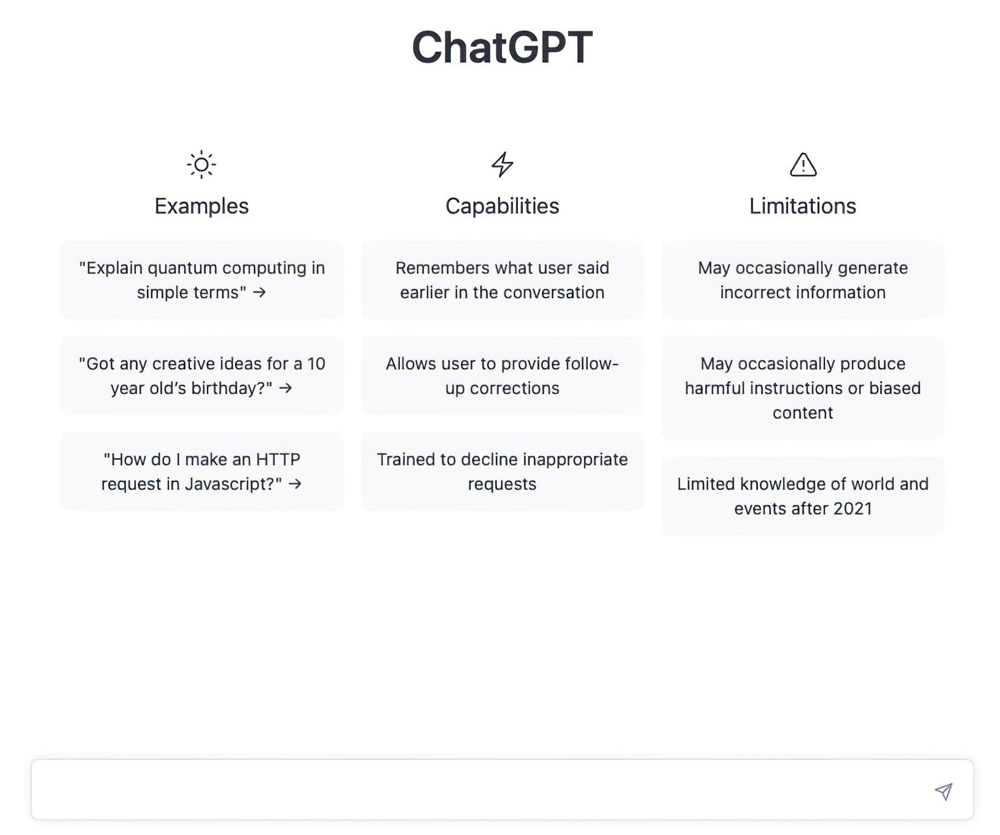 ChatGPT
Examples
"Explain quantum computing in
simple terms" →
"Got any creative ideas for a 10
year old’s birthday?" →
"How do I make an HTTP
request in Javascript?" →
Capabilities
Remembers what user said
earlier in the conversation
Allows user to provide follow-
up corrections
Trained to decline inappropriate
requests
Limitations
May occasionally generate
incorrect information
May occasionally produce
harmful instructions or biased
content
Limited knowledge of world and
events after 2021